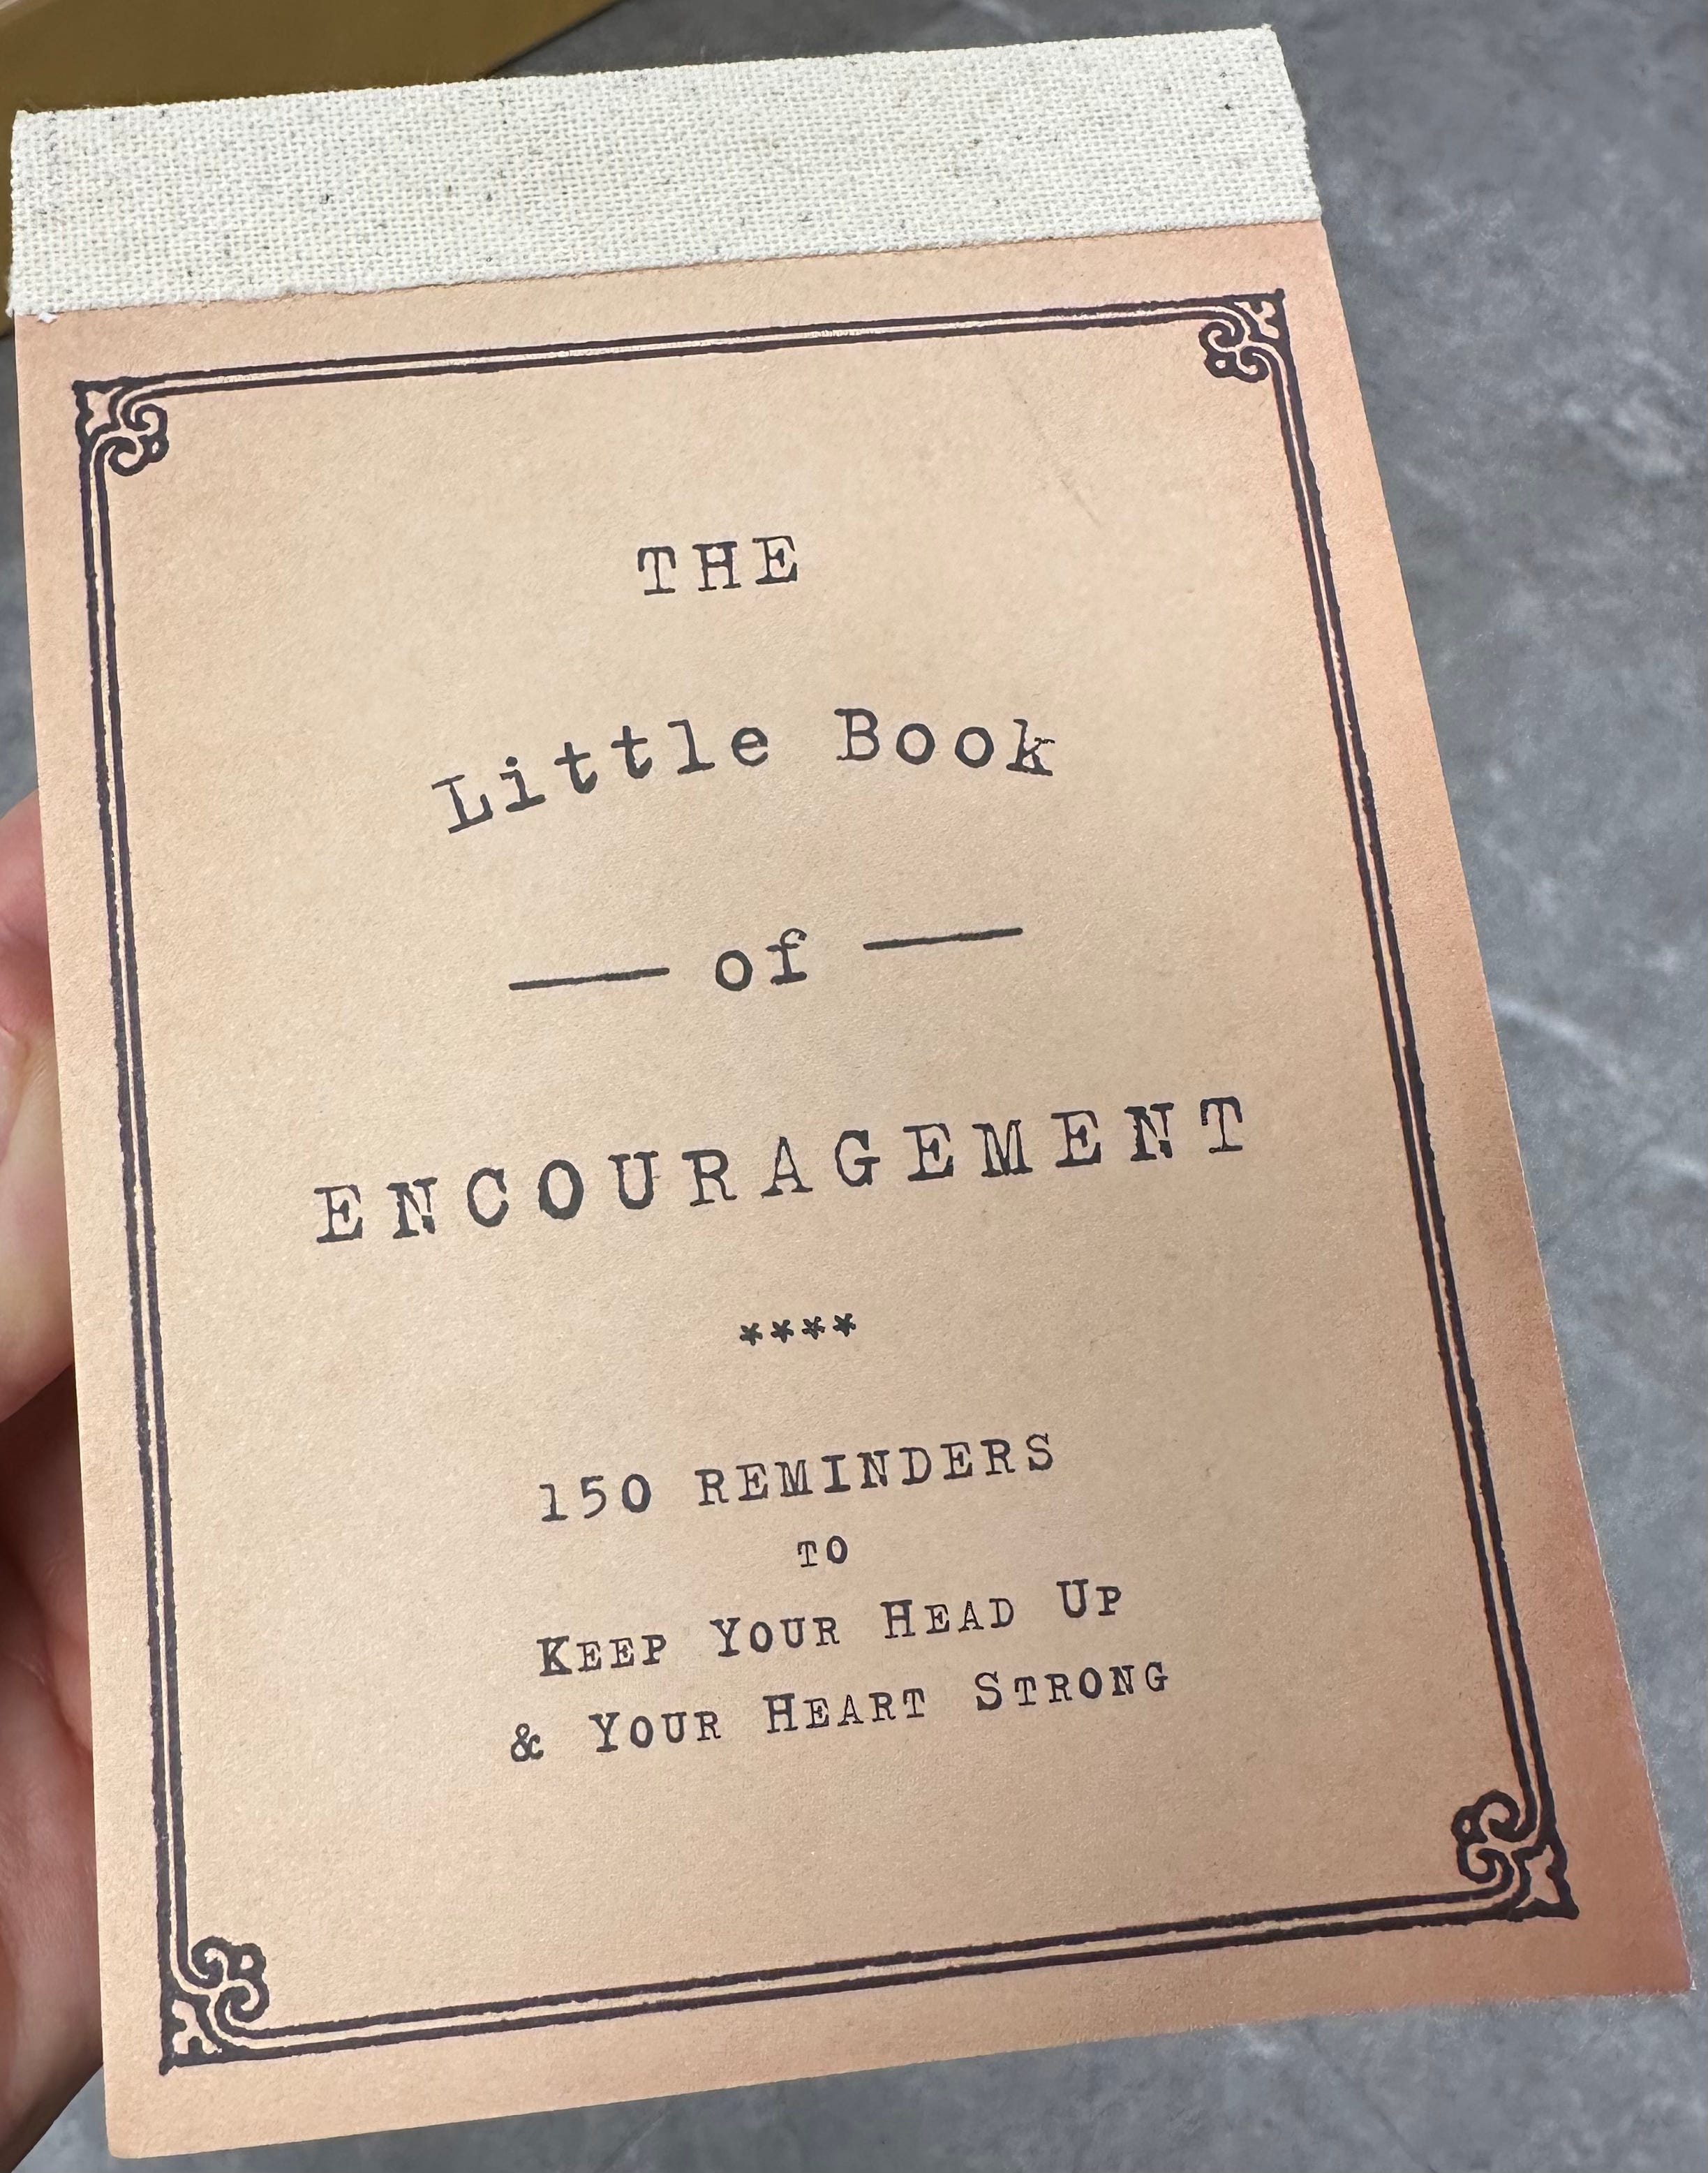 THE
Little Book
— of —
ENCOURAGEMENT
****
150 REMINDERS
TO
KEEP YOUR HEAD UP
& YOUR HEART STRONG